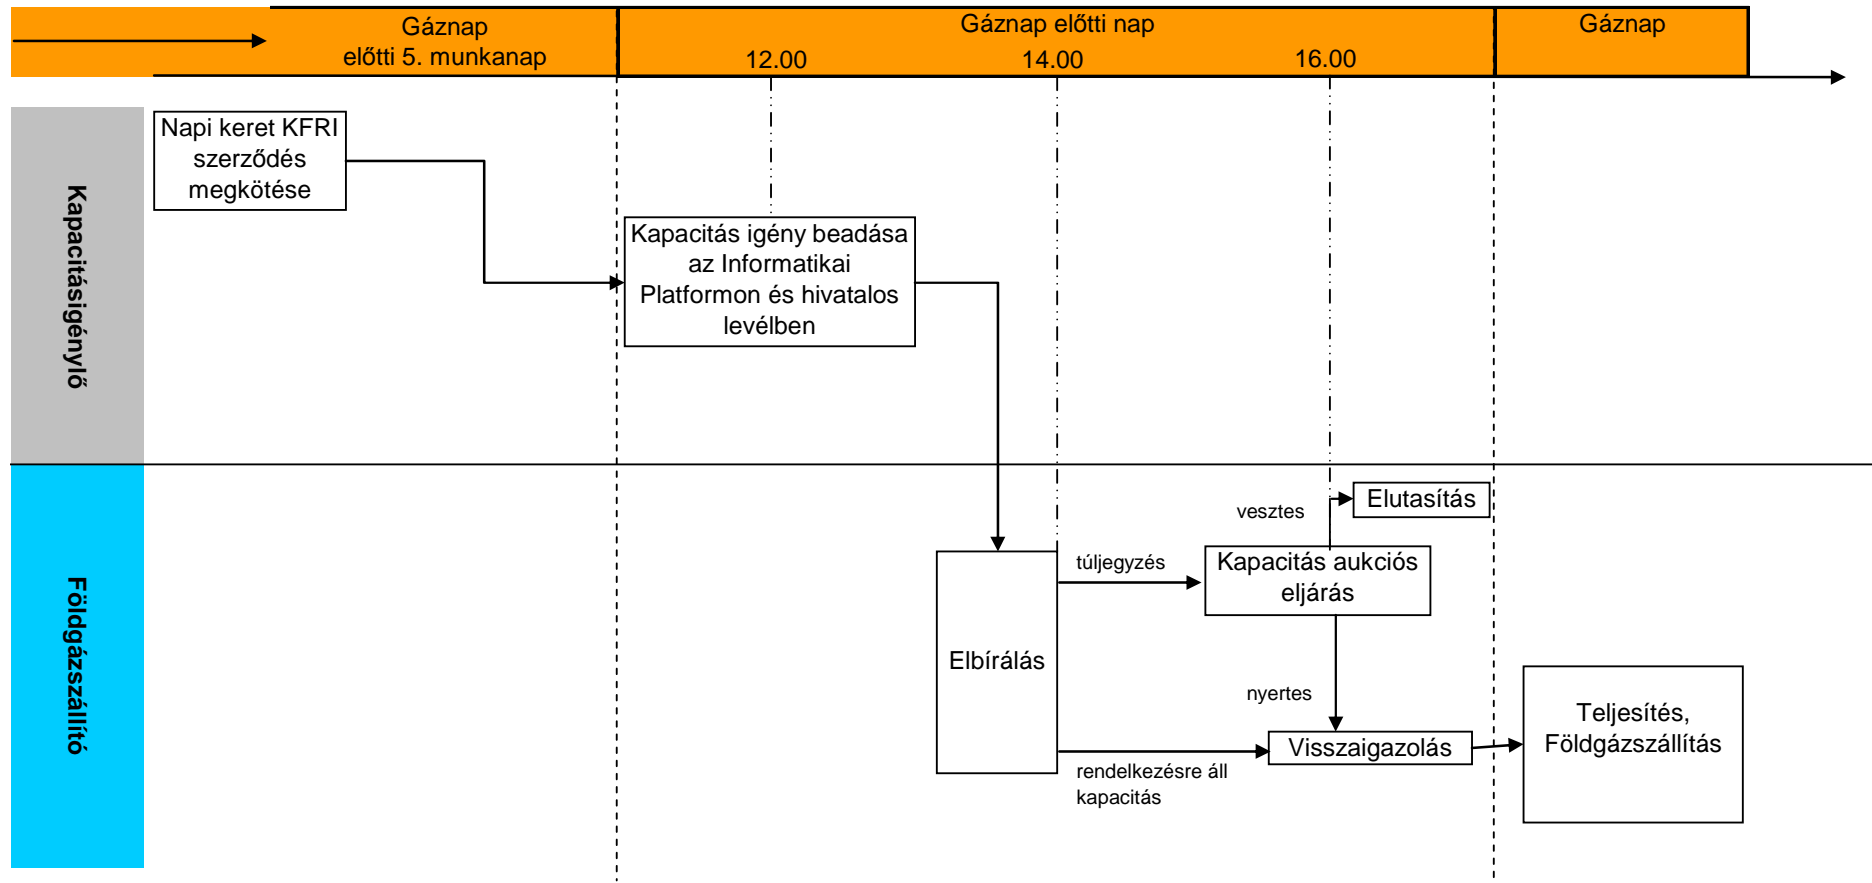 Gáznap
előtti 5. munkanap
Gáznap előtti nap
12.00
14.00
16.00
Gáznap
Kapacitásigénylő
Napi keret KFRI
szerződés
megkötése
Kapacitás igény beadása
az Informatikai
Platformon és hivatalos
levélben
Földgázszállító
Elbírálás
túljegyzés
rendelkezésre áll
kapacitás
vesztes
Elutasítás
Kapacitás aukciós
eljárás
nyertes
Visszaigazolás
Teljesítés,
Földgázszállítás